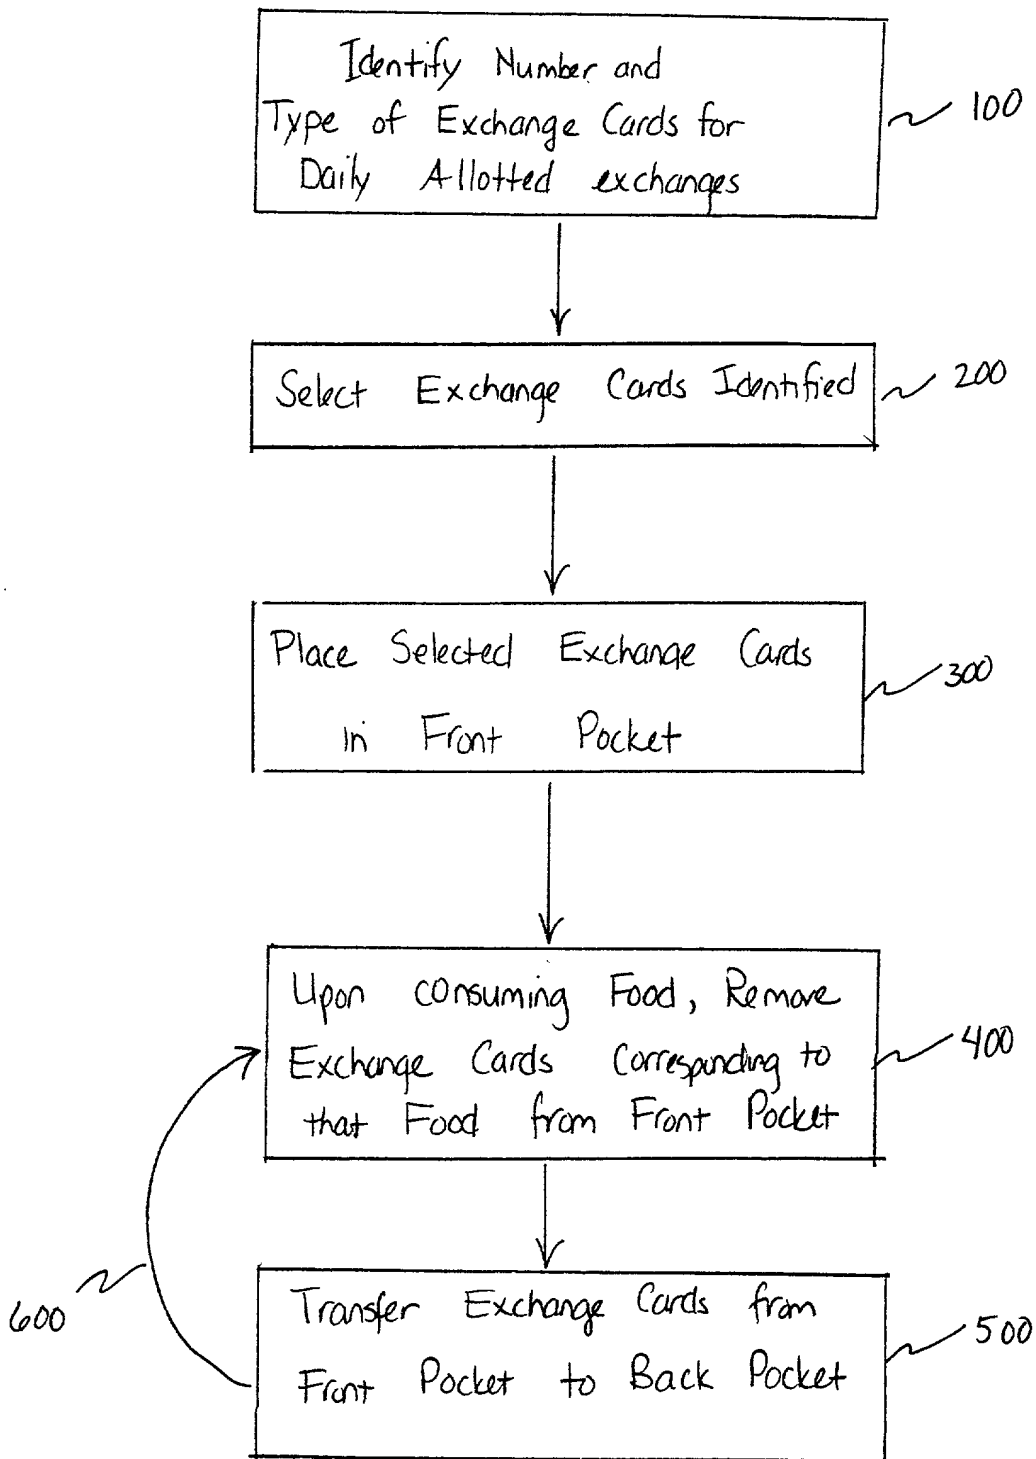 Identify Number and
Type of Exchange Cards for
Daily Allotted exchanges
100
Select Exchange Cards Identified
200
Place Selected Exchange Cards
in Front Pocket
300
Upon consuming Food, Remove
Exchange Cards Corresponding to
that Food from Front Pocket
400
Transfer Exchange Cards from
Front Pocket to Back Pocket
500
600